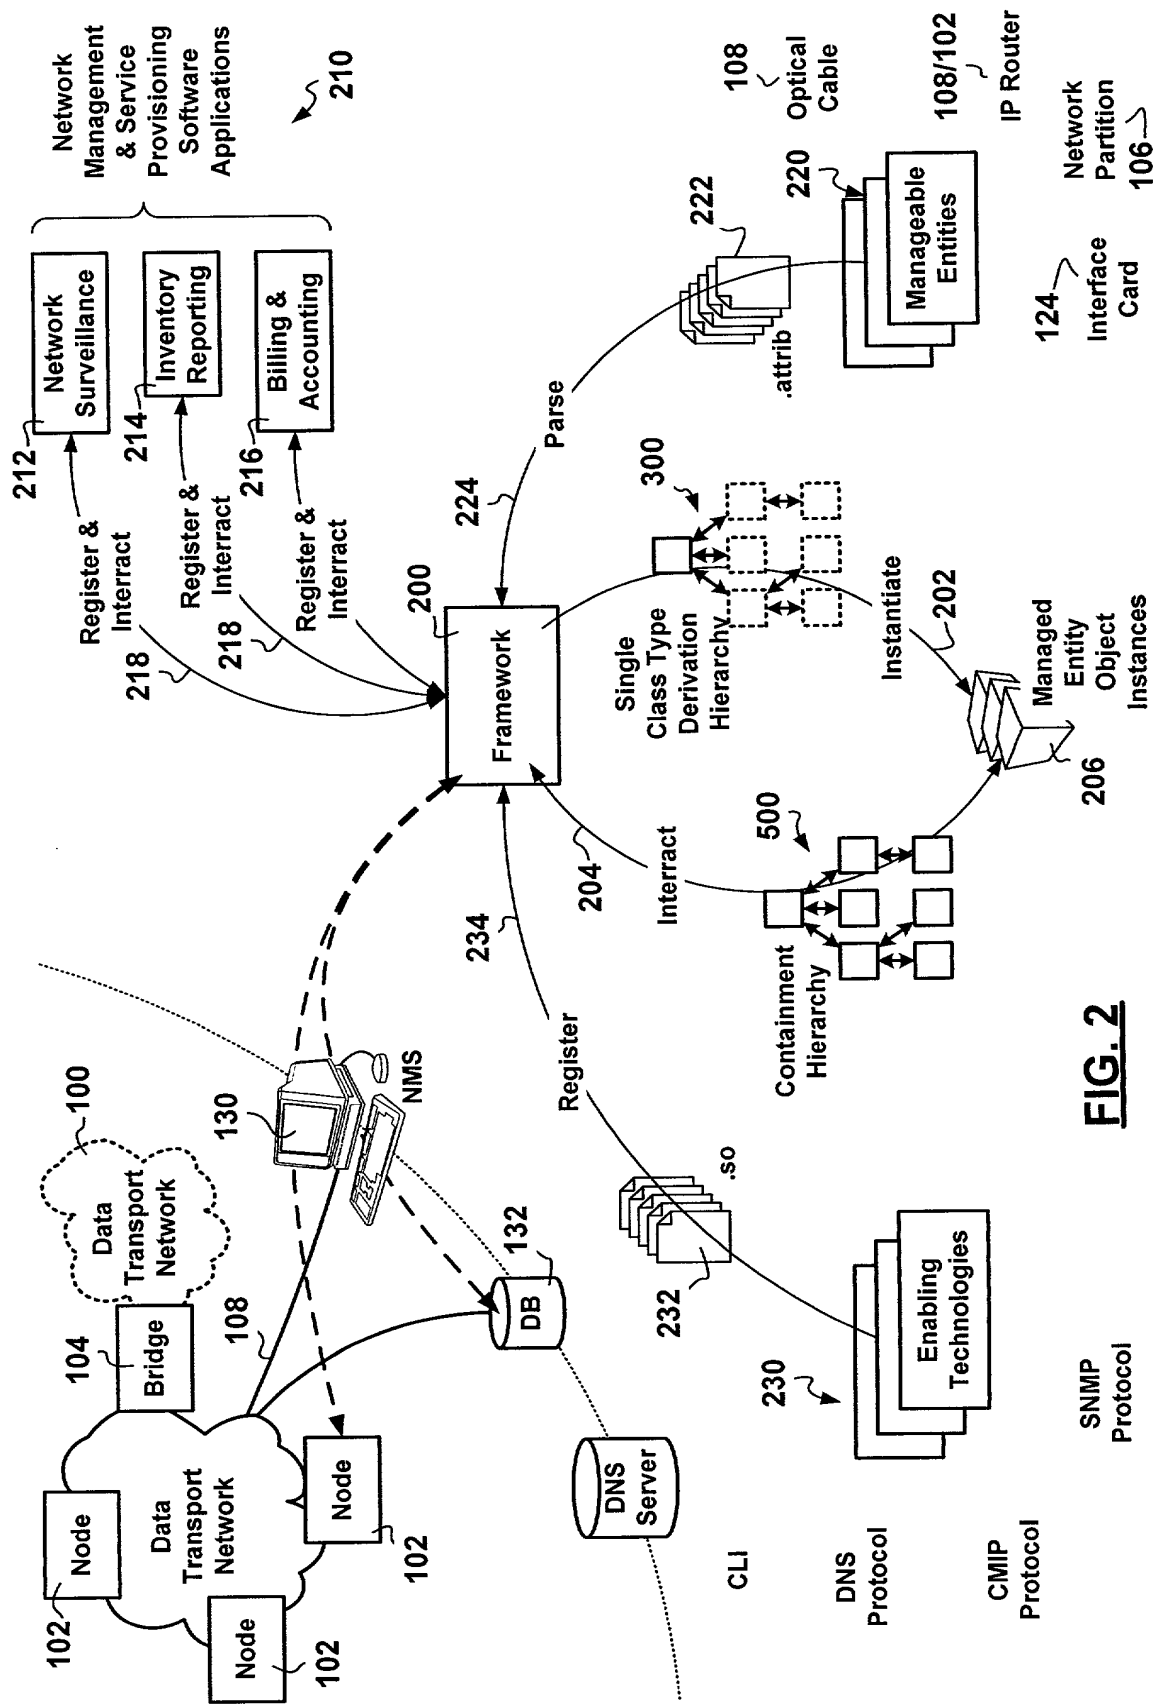 Network
Management
& Service
Provisioning
Software
Applications
210
212
Network
Surveillance
214
Inventory
Reporting
216
Billing &
Accounting
Register &
Interract
Register &
Interract
Register &
Interract
218
218
100
Data
Transport
Network
104
Bridge
130
NMS
108
Node
102
Data
Transport
Network
Node
102
Node
102
DB
132
DNS
Server
200
Framework
224
Parse
222
.attrib
220
Manageable
Entities
108
Optical
Cable
108/102
IP Router
Network
Partition
106
124
Interface
Card
300
Single
Class Type
Derivation
Hierarchy
Instantiate
202
Managed
Entity
Object
Instances
206
204
Interract
500
Containment
Hierarchy
234
Register
.so
232
230
Enabling
Technologies
CLI
DNS
Protocol
CMIP
Protocol
SNMP
Protocol
FIG. 2